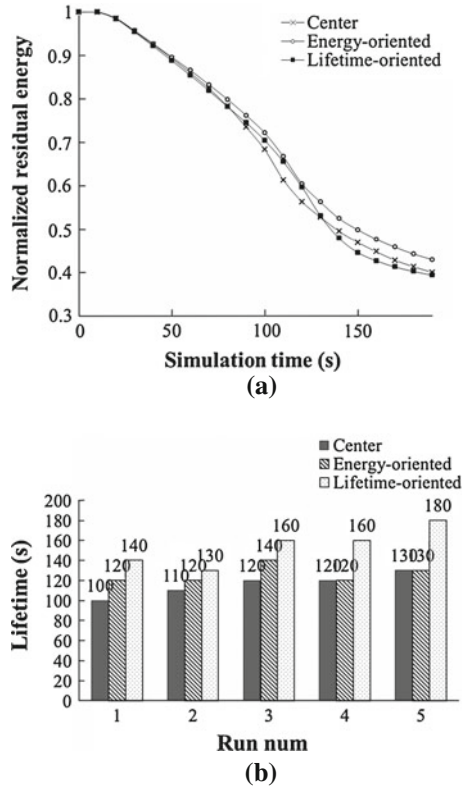 Center
Energy-oriented
Lifetime-oriented
Normalized residual energy
1
0.9
0.8
0.7
0.6
0.5
0.4
0.3
0
50
100
150
Simulation time (s)
(a)
Center
Energy-oriented
Lifetime-oriented
Lifetime (s)
200
180
160
140
120
100
80
60
40
20
0
100 120 140
110 120 130
120 140 160
120 120 160
130 130 180
1 2 3 4 5
Run num
(b)